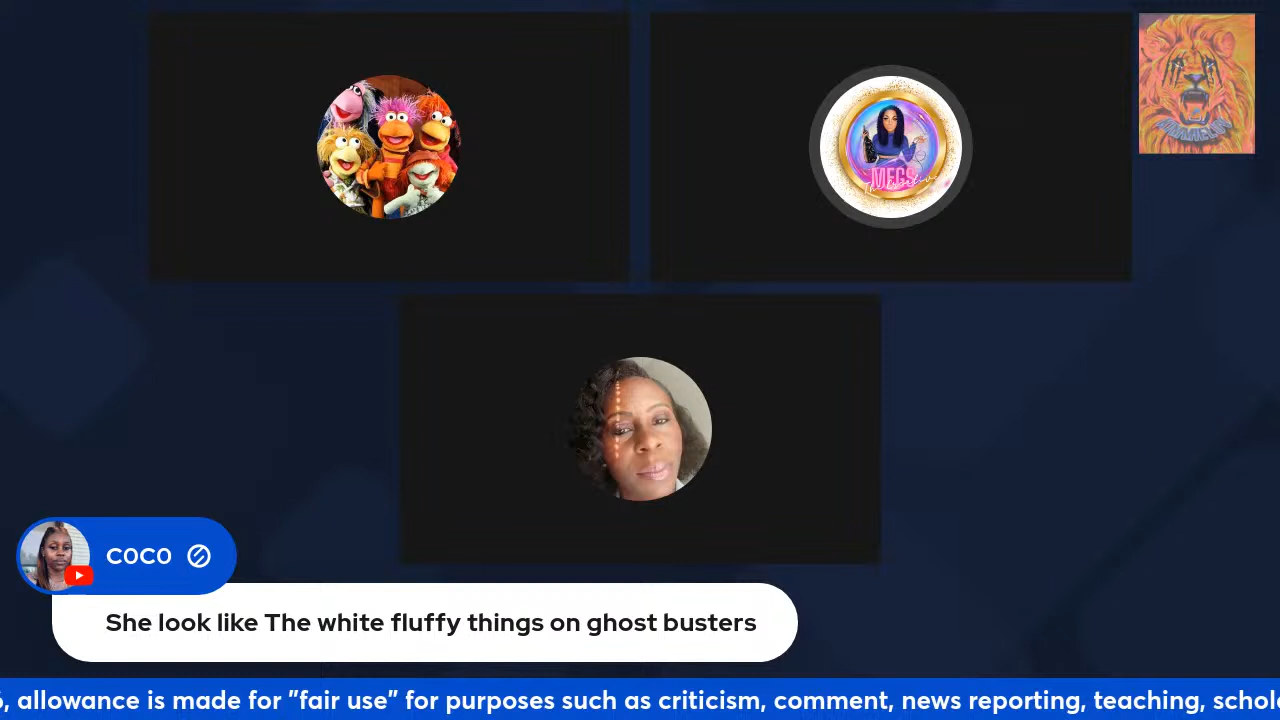 MEGS
COCO
She look like The white fluffy things on ghost busters
, allowance is made for "fair use" for purposes such as criticism, comment, news reporting, teaching, schol